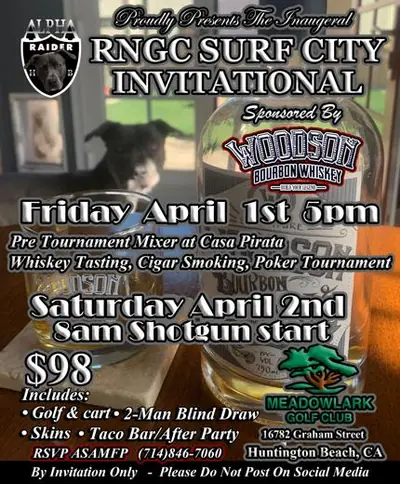 ALPHA
RAIDER
H B
Proudly Presents The Inaugeral
RNGC SURF CITY
INVITATIONAL
Sponsored By
WOODSON
BOURBON WHISKEY
Friday April 1st 5pm
Pre Tournament Mixer at Casa Pirata
Whiskey Tasting, Cigar Smoking, Poker Tournament
Saturday April 2nd
8am Shotgun start
$98
Includes:
• Golf & cart • 2-Man Blind Draw
• Skins • Taco Bar/After Party
RSVP ASAMFP (714)846-7060
MEADOWLARK
GOLF CLUB
16782 Graham Street
Huntington Beach, CA
By Invitation Only - Please Do Not Post On Social Media